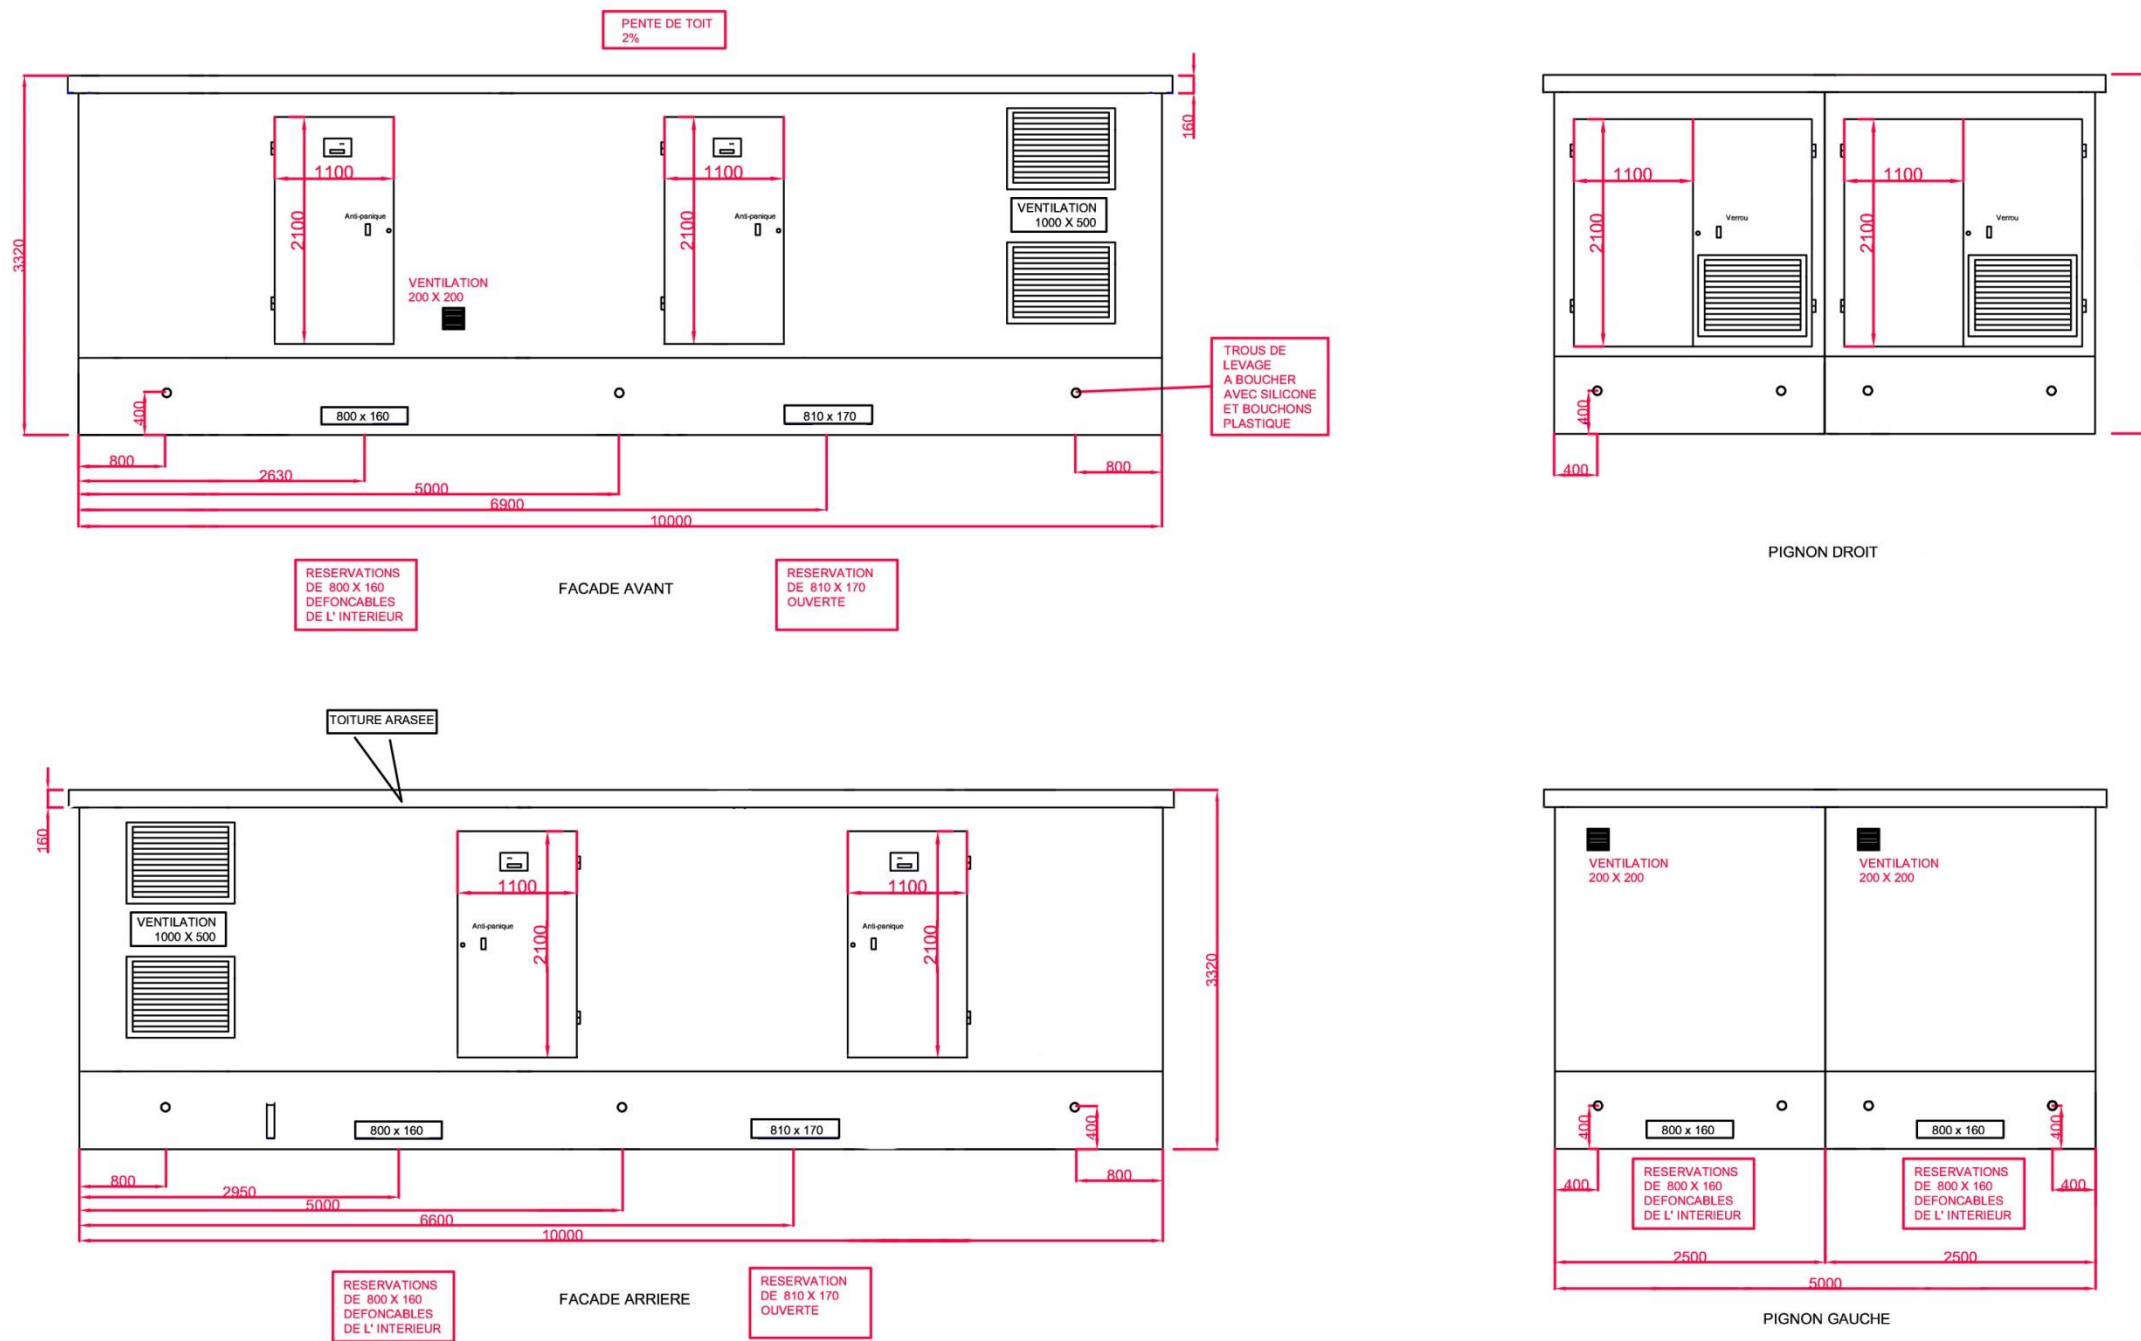 PENTE DE TOIT
2%
3320
160
1100
2100
Anti-panique
VENTILATION
200 X 200
1100
2100
Anti-panique
VENTILATION
1000 X 500
TROUS DE
LEVAGE
A BOUCHER
AVEC SILICONE
ET BOUCHONS
PLASTIQUE
400
800 x 160
810 x 170
800
2630
5000
6900
10000
800
RESERVATIONS
DE 800 X 160
DEFONCABLES
DE L' INTERIEUR
FACADE AVANT
RESERVATION
DE 810 X 170
OUVERTE
1100
2100
Verrou
1100
2100
Verrou
400
400
PIGNON DROIT
TOITURE ARASEE
160
VENTILATION
1000 X 500
1100
2100
Anti-panique
1100
2100
Anti-panique
3320
800 x 160
810 x 170
400
800
2950
5000
6600
10000
800
RESERVATIONS
DE 800 X 160
DEFONCABLES
DE L' INTERIEUR
FACADE ARRIERE
RESERVATION
DE 810 X 170
OUVERTE
VENTILATION
200 X 200
VENTILATION
200 X 200
400
800 x 160
800 x 160
400
400
RESERVATIONS
DE 800 X 160
DEFONCABLES
DE L' INTERIEUR
RESERVATIONS
DE 800 X 160
DEFONCABLES
DE L' INTERIEUR
400
2500
2500
5000
PIGNON GAUCHE